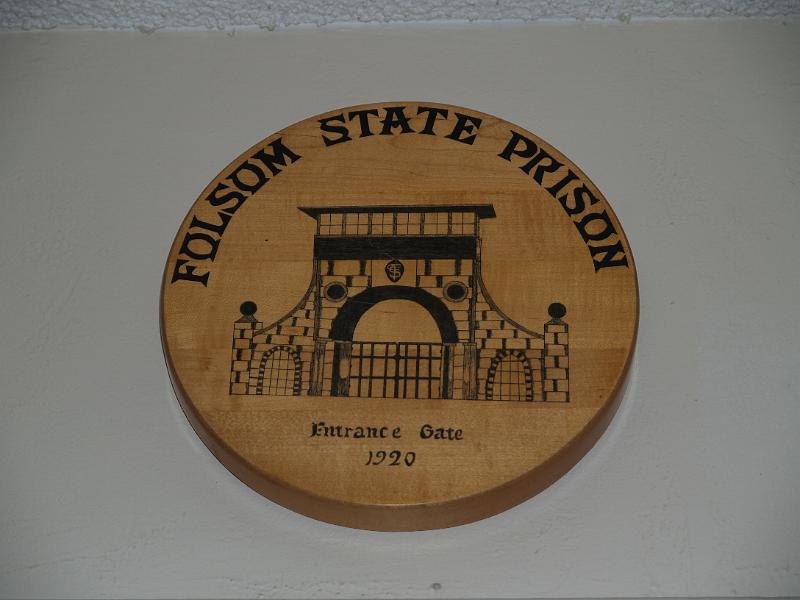 FOLSOM STATE PRISON
Entrance Gate
1920